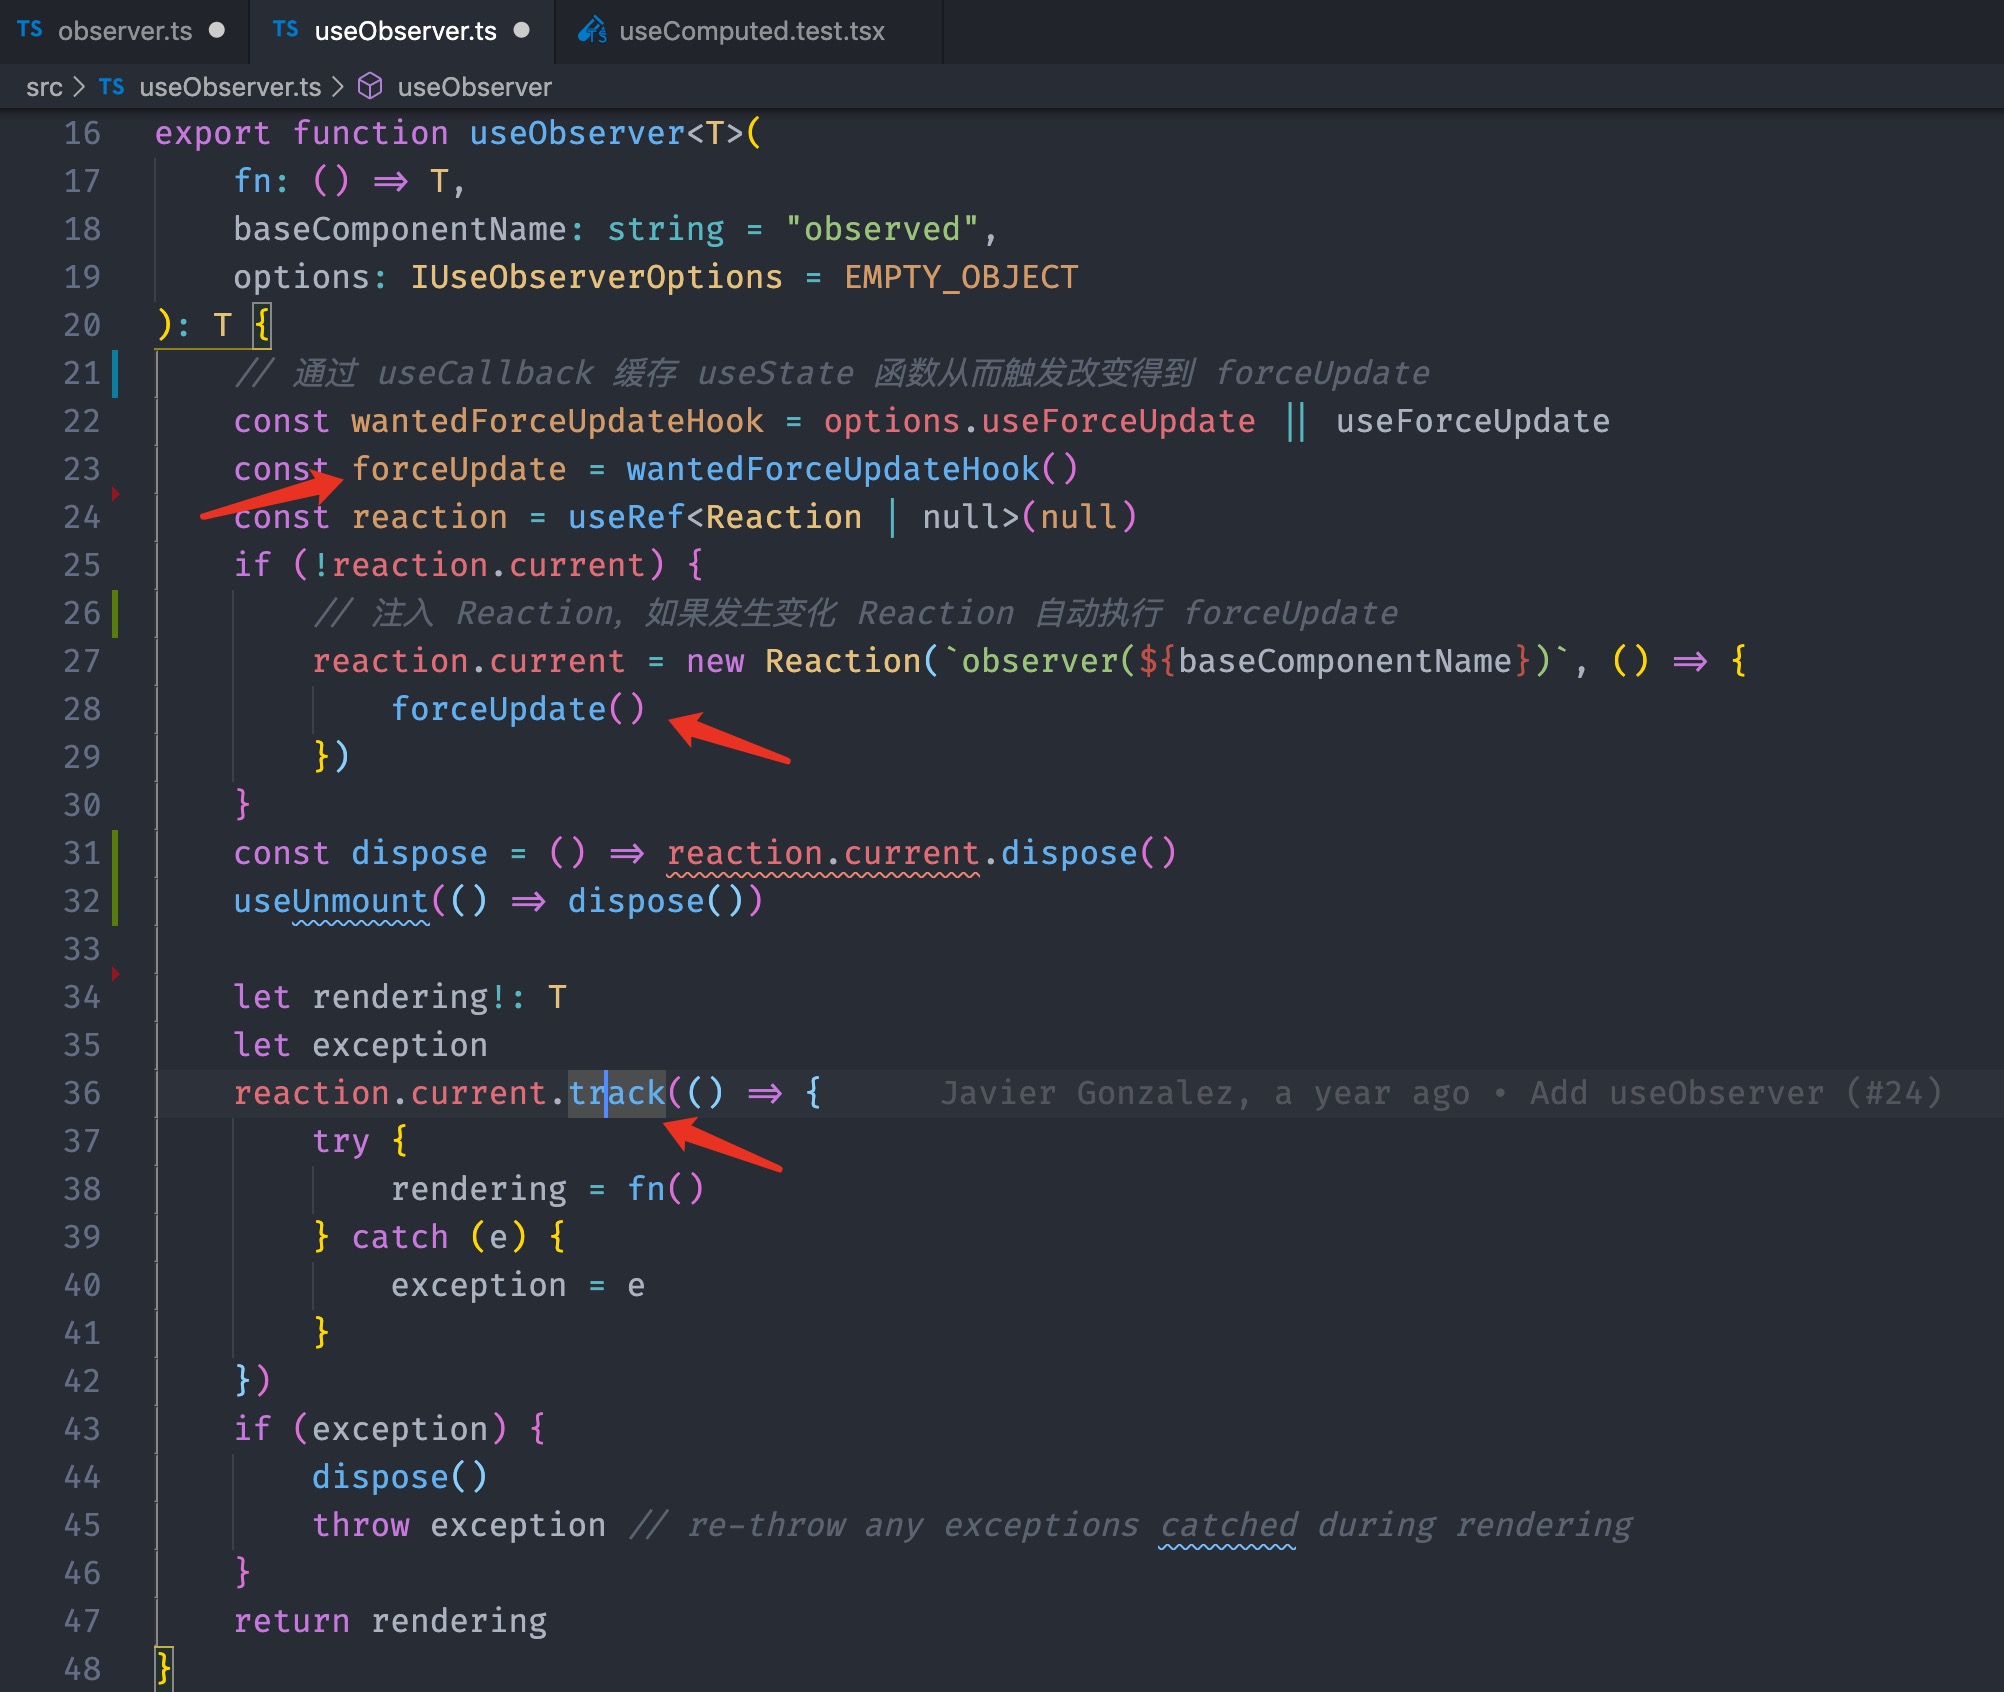 TS observer.ts
TS useObserver.ts
TS useComputed.test.tsx
src > TS useObserver.ts > useObserver
16 export function useObserver<T>(
17 fn: () => T,
18 baseComponentName: string = "observed",
19 options: IUseObserverOptions = EMPTY_OBJECT
20 ): T {
21 // 通过 useCallback 缓存 useState 函数从而触发改变得到 forceUpdate
22 const wantedForceUpdateHook = options.useForceUpdate || useForceUpdate
23 const forceUpdate = wantedForceUpdateHook()
24 const reaction = useRef<Reaction | null>(null)
25 if (!reaction.current) {
26 // 注入 Reaction, 如果发生变化 Reaction 自动执行 forceUpdate
27 reaction.current = new Reaction(`observer(${baseComponentName})`, () => {
28 forceUpdate()
29 })
30 }
31 const dispose = () => reaction.current.dispose()
32 useUnmount(() => dispose())
33
34 let rendering!: T
35 let exception
36 reaction.current.track(() => { Javier Gonzalez, a year ago • Add useObserver (#24)
37 try {
38 rendering = fn()
39 } catch (e) {
40 exception = e
41 }
42 })
43 if (exception) {
44 dispose()
45 throw exception // re-throw any exceptions catched during rendering
46 }
47 return rendering
48 }